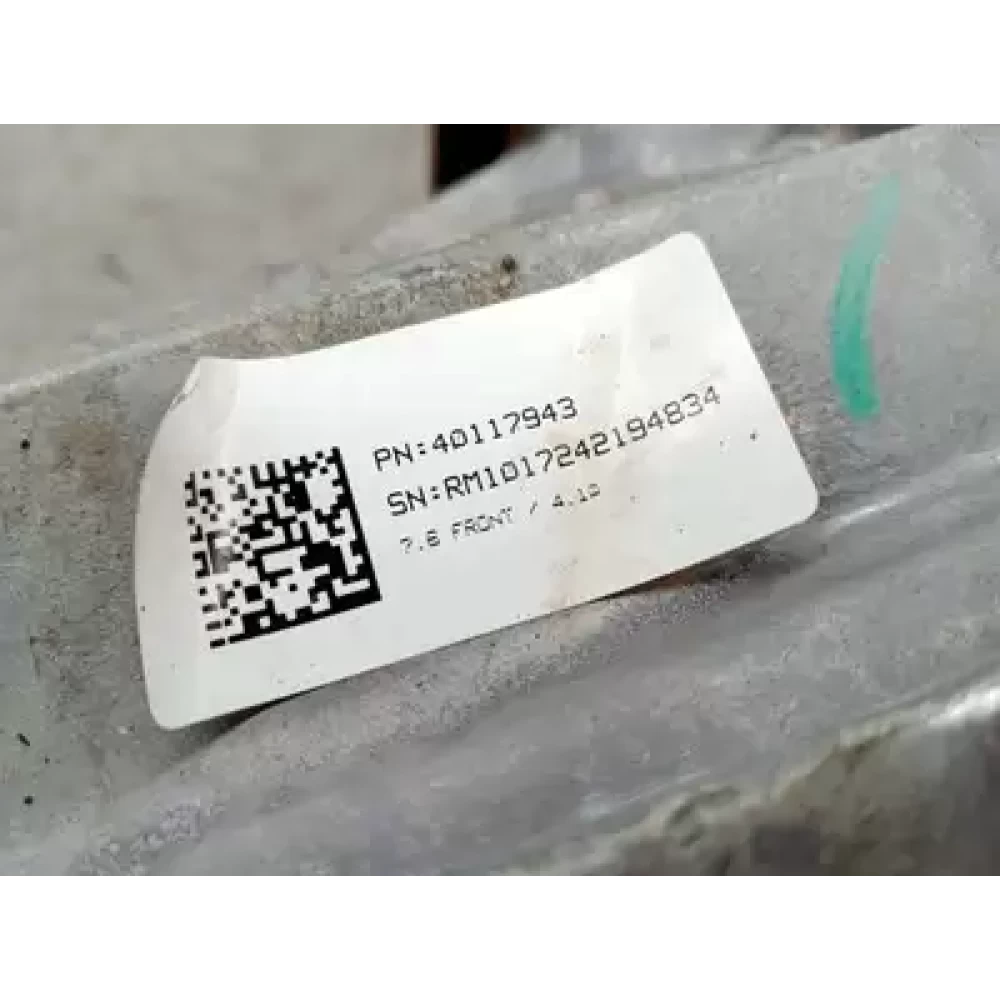 PN:40117943
SN:RM1017242194834
7.6 FRONT / 4.10